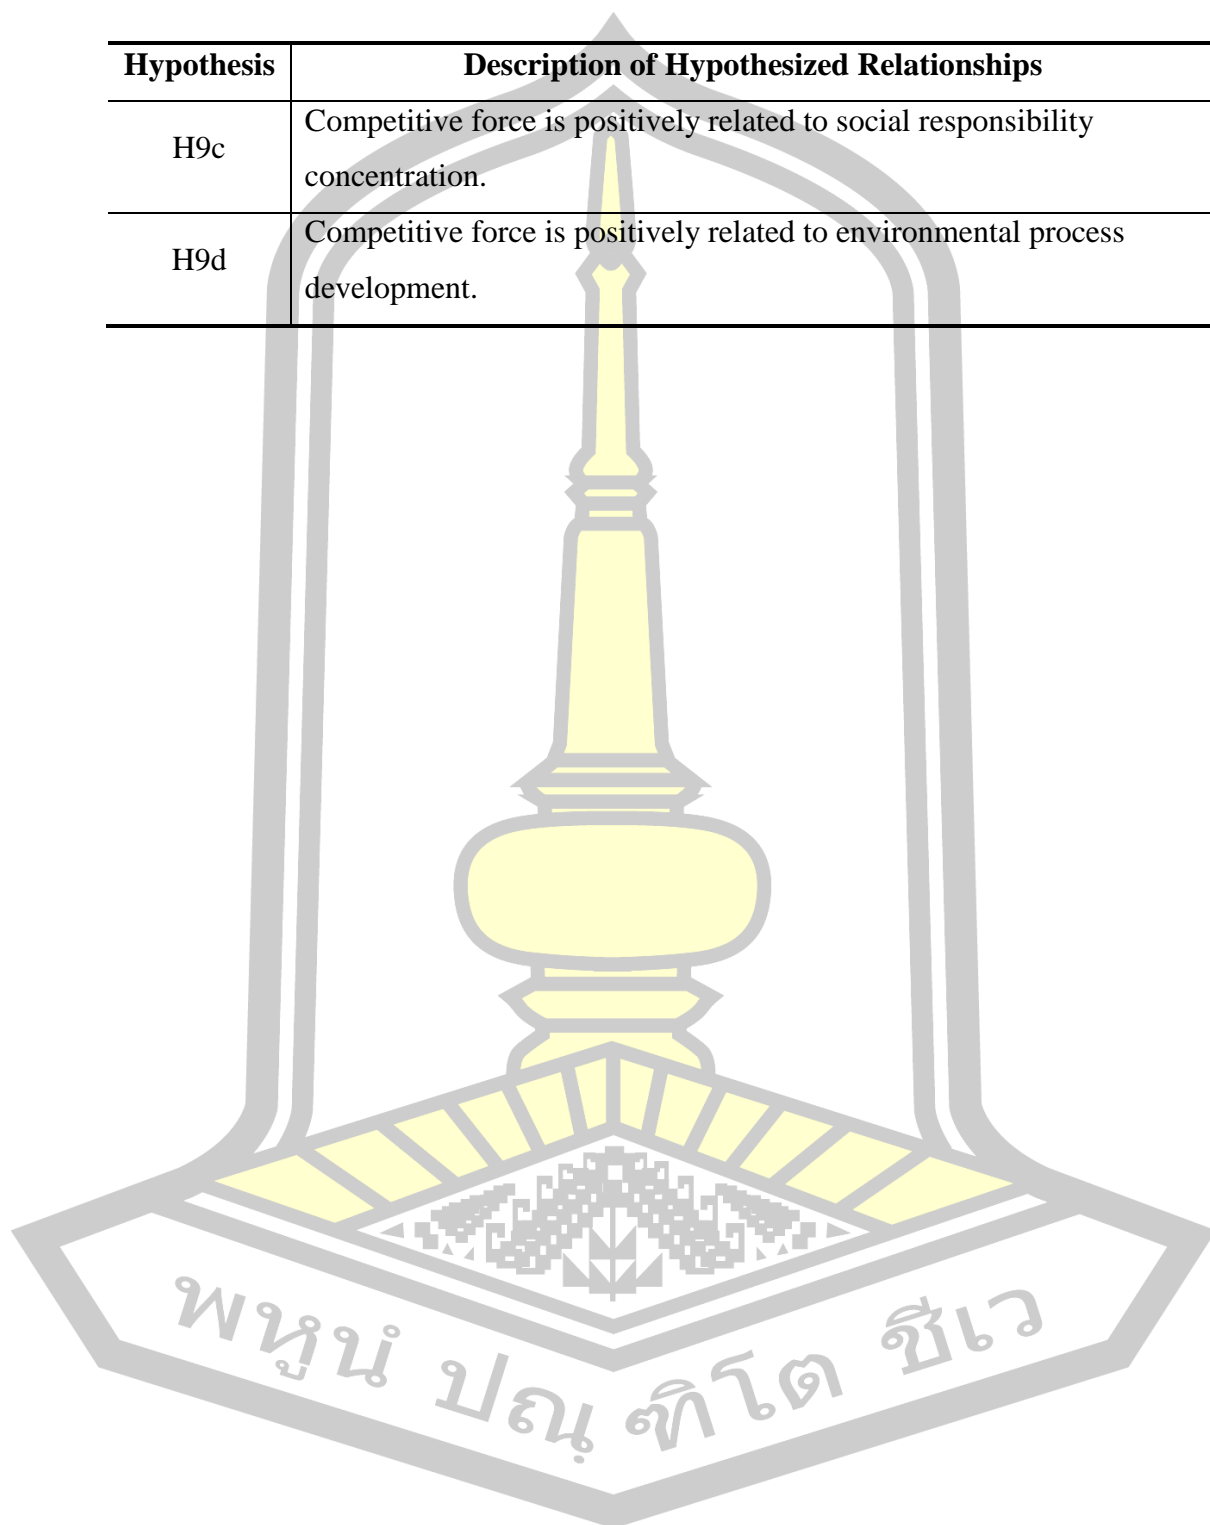 Hypothesis Description of Hypothesized Relationships
H9c Competitive force is positively related to social responsibility
concentration.
H9d Competitive force is positively related to environmental process
development.
พหูนํ ปณฺฑิโต ชีเว